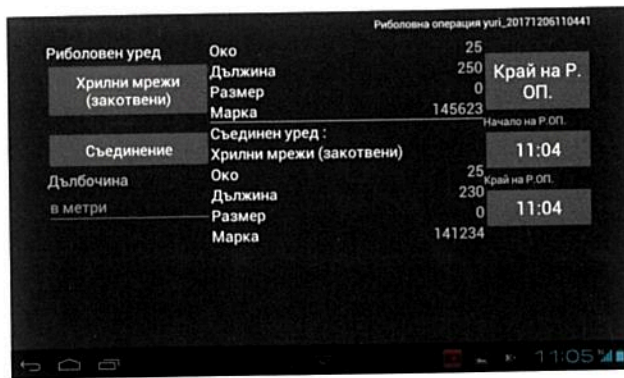 Риболовна операция yuri_20171206110441
Риболовен уред
Хрилни мрежи
(закотвени)
Съединение
Дълбочина
в метри
Око 25
Дължина 250
Размер 0
Марка 145623
Съединен уред :
Хрилни мрежи (закотвени)
Око 25
Дължина 230
Размер 0
Марка 141234
Край на Р.
ОП.
Начало на Р.ОП.
11:04
Край на Р.ОП.
11:04
11:05